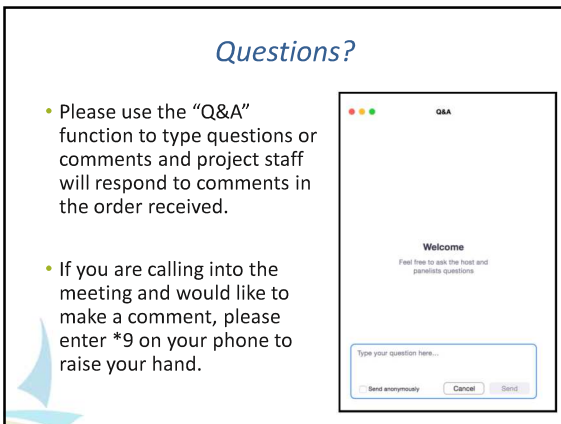 Questions?
• Please use the “Q&A”
function to type questions or
comments and project staff
will respond to comments in
the order received.
• If you are calling into the
meeting and would like to
make a comment, please
enter *9 on your phone to
raise your hand.
Q&A
Welcome
Feel free to ask the host and
panelists questions
Type your question here...
Send anonymously
Cancel
Send